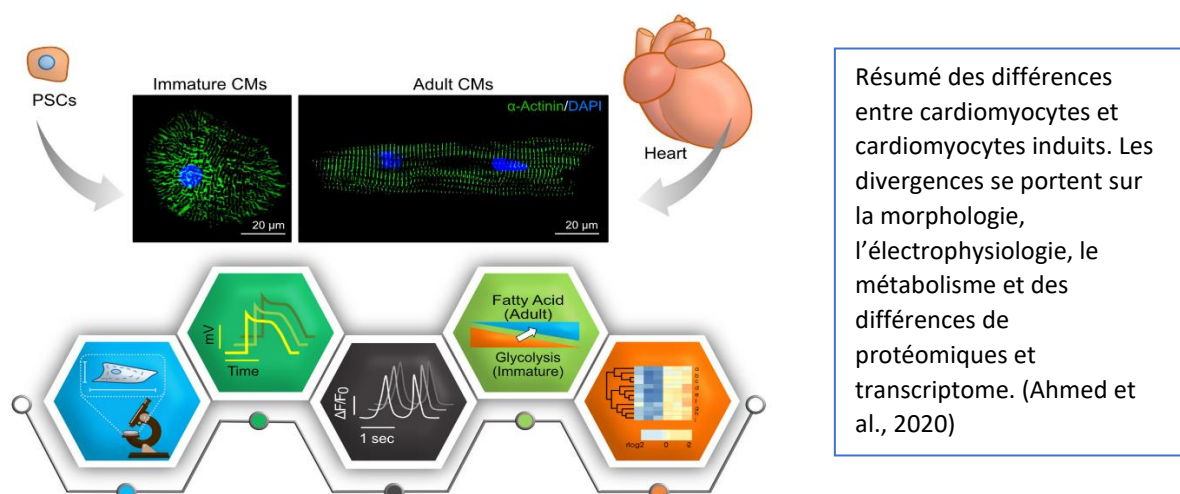 PSCs
Immature CMs
Adult CMs
α-Actinin/DAPI
20 µm
20 µm
Heart
mV
Time
ΔF/F0
1 sec
Fatty Acid
(Adult)
Glycolysis
(Immature)
rlog2
0
-2
Résumé des différences
entre cardiomyocytes et
cardiomyocytes induits. Les
divergences se portent sur
la morphologie,
l’électrophysiologie, le
métabolisme et des
différences de
protéomiques et
transcriptome. (Ahmed et
al., 2020)